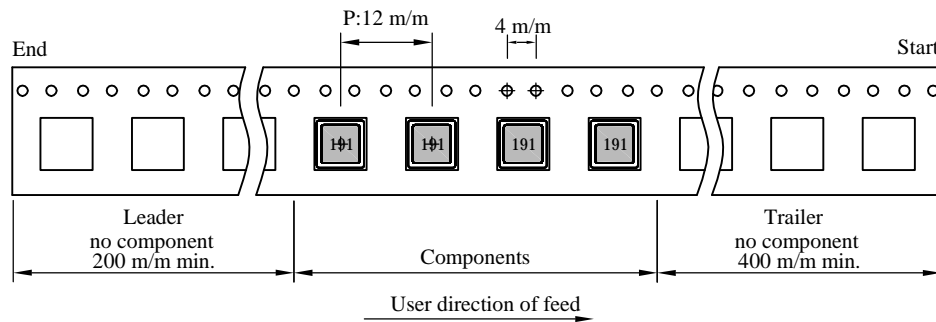 P:12 m/m
4 m/m
End
Start
191 191 191 191
Leader
no component
200 m/m min.
Components
Trailer
no component
400 m/m min.
User direction of feed